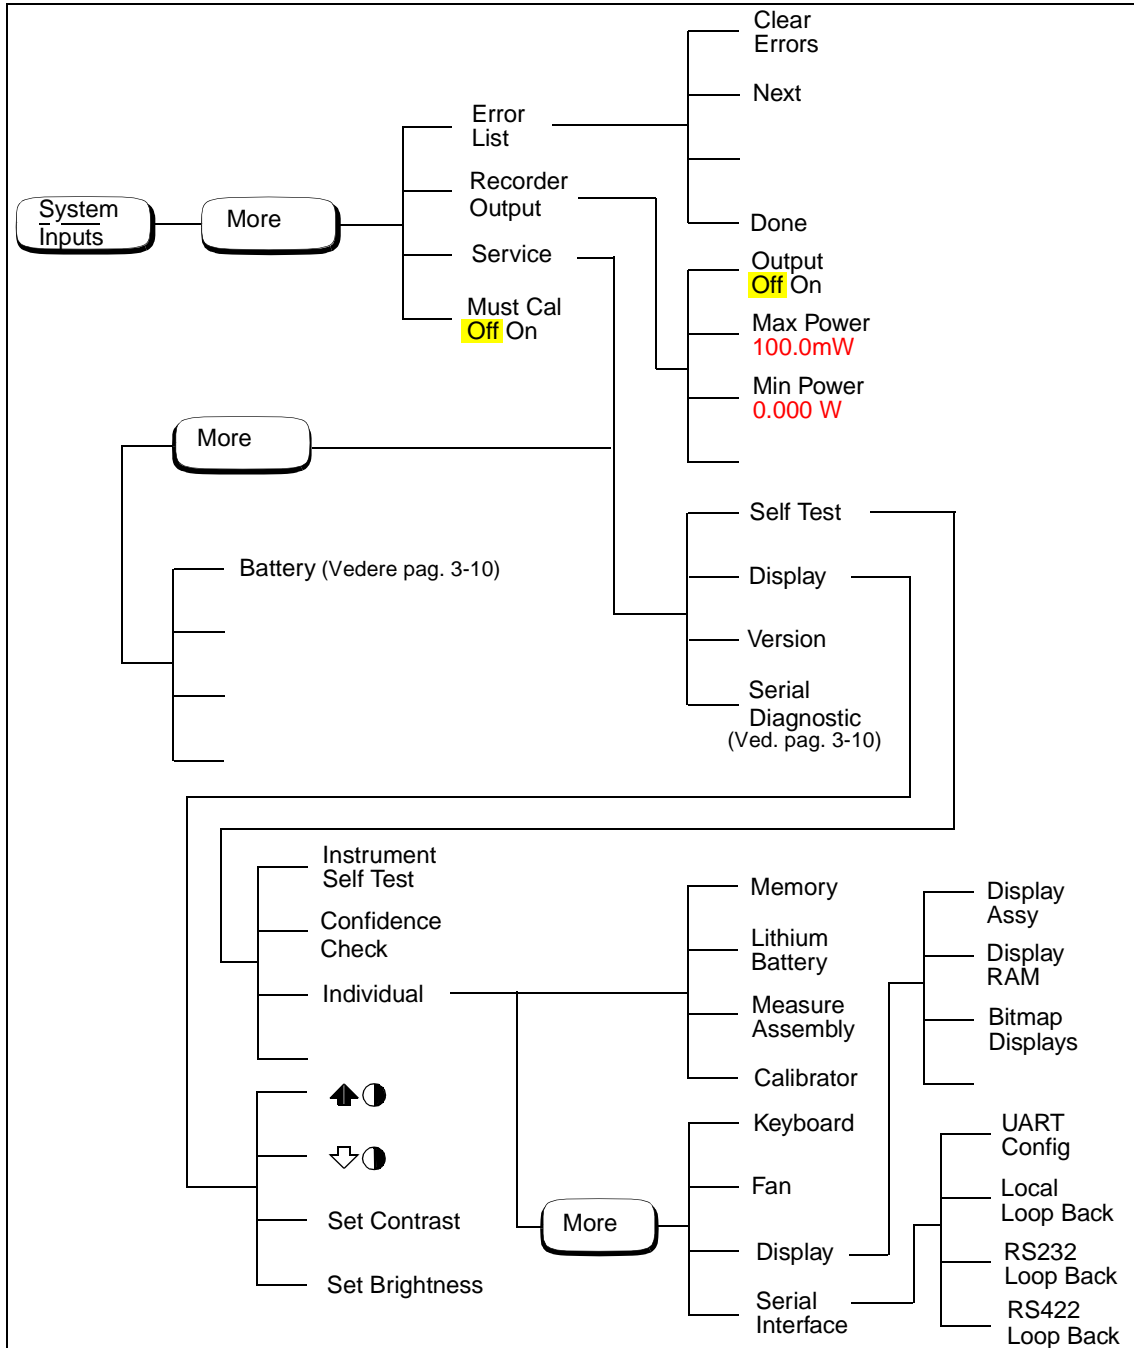 Clear
Errors
Next
Done
Error
List
Recorder
Output
Service
Must Cal
Off On
System
Inputs
More
Output
Off On
Max Power
100.0mW
Min Power
0.000 W
More
Battery (Vedere pag. 3-10)
Self Test
Display
Version
Serial
Diagnostic
(Ved. pag. 3-10)
Instrument
Self Test
Confidence
Check
Individual
Set Contrast
Set Brightness
Memory
Lithium
Battery
Measure
Assembly
Calibrator
More
Keyboard
Fan
Display
Serial
Interface
Display
Assy
Display
RAM
Bitmap
Displays
UART
Config
Local
Loop Back
RS232
Loop Back
RS422
Loop Back